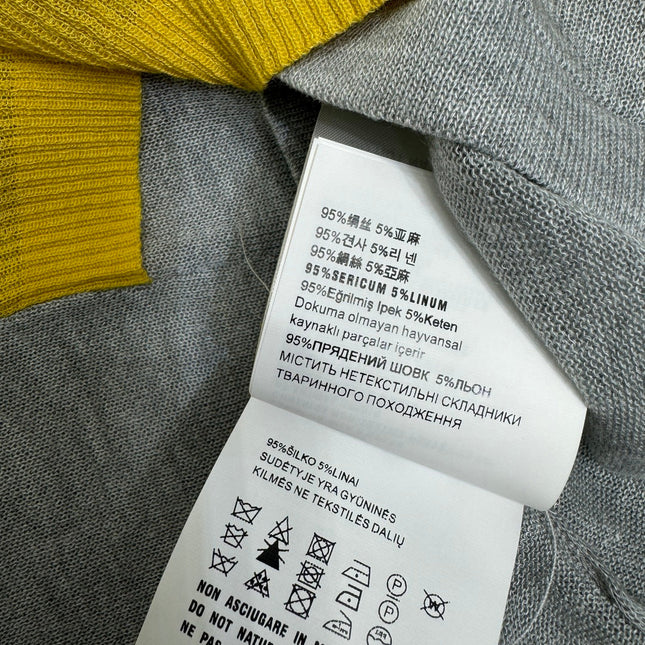 95%絹丝 5%亚麻
95%견사 5%리 넨
95%絹絲 5%亞麻
95%SERICUM 5%LINUM
95%Eğrilmiş Ipek 5%Keten
Dokuma olmayan hayvansal
kaynaklı parçalar içerir
95%ПРЯДЕНИЙ ШОВК 5%ЛЬОН
МІСТИТЬ НЕТЕКСТИЛЬНІ СКЛАДНИКИ
ТВАРИННОГО ПОХОДЖЕННЯ
95%ŠILKO 5%LINAI
SUDĖTYJE YRA GYŪNINĖS
KILMĖS NE TEKSTILĖS DALIŲ
P
P
W
NON ASCIUGARE IN
DO NOT NATUR
NE PAS